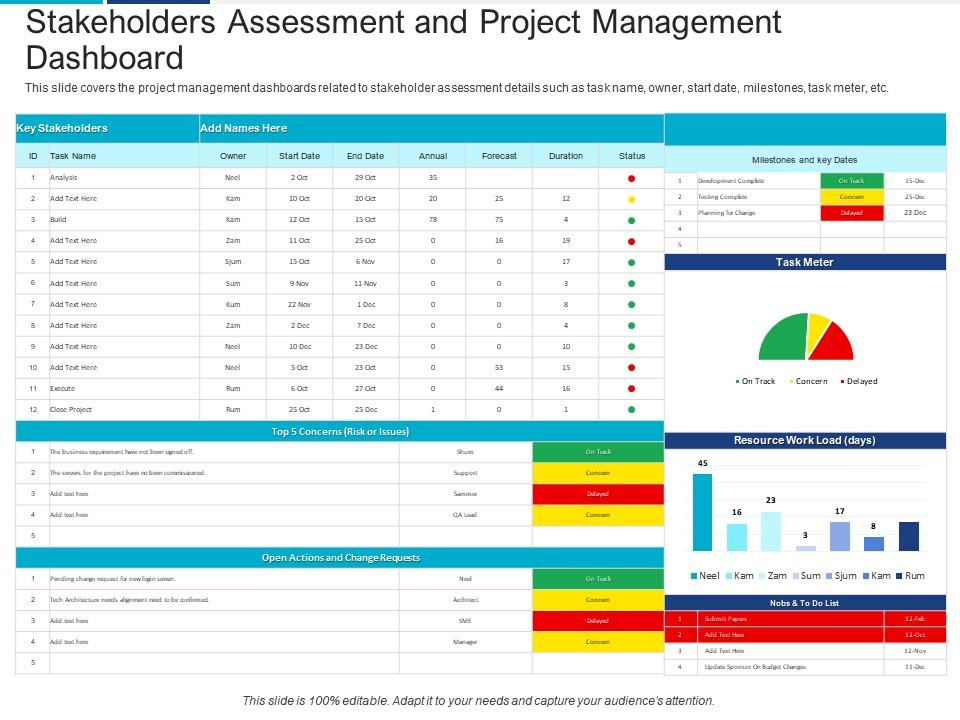 Stakeholders Assessment and Project Management
Dashboard
This slide covers the project management dashboards related to stakeholder assessment details such as task name, owner, start date, milestones, task meter, etc.
Key Stakeholders Add Names Here
ID Task Name Owner Start Date End Date Annual Forecast Duration Status
1 Analysis Neel 2 Oct 29 Oct 35
2 Add Text Here Kam 10 Oct 20 Oct 20 25 12
3 Build Kam 12 Oct 15 Oct 78 75 4
4 Add Text Here Zam 11 Oct 25 Oct 0 16 19
5 Add Text Here Sjum 15 Oct 6 Nov 0 0 17
6 Add Text Here Sum 9 Nov 11 Nov 0 0 3
7 Add Text Here Kum 22 Nov 1 Dec 0 0 8
8 Add Text Here Zam 2 Dec 7 Dec 0 0 4
9 Add Text Here Neel 10 Dec 23 Dec 0 0 10
10 Add Text Here Neel 5 Oct 23 Oct 0 53 15
11 Execute Rum 6 Oct 27 Oct 0 44 16
12 Close Project Rum 25 Oct 25 Dec 1 0 1
Top 5 Concerns (Risk or Issues)
1 The business requirement have not been signed off. Shum On Track
2 The serves for the project have no been commissioned. Support Concern
3 Add text here Sammer Delayed
4 Add text here QA Lead Concern
5
Open Actions and Change Requests
1 Pending change request for new login screen. Neel On Track
2 Tech Architecture needs alignment need to be confirmed. Architect Concern
3 Add text here SME Delayed
4 Add text here Manager Concern
5
Milestones and key Dates
1 Development Complete On Track 15-Dec
2 Testing Complete Concern 25-Dec
3 Planning for Change Delayed 23 Dec
4
5
Task Meter
On Track Concern Delayed
Resource Work Load (days)
45
16
23
3
17
8
Neel Kam Zam Sum Sjum Kam Rum
Nobs & To Do List
1 Submit Papers 12-Feb
2 Add Text Here 12-Oct
3 Add Text Here 12-Nov
4 Update Sponsor On Budget Changes 11-Dec
This slide is 100% editable. Adapt it to your needs and capture your audience's attention.